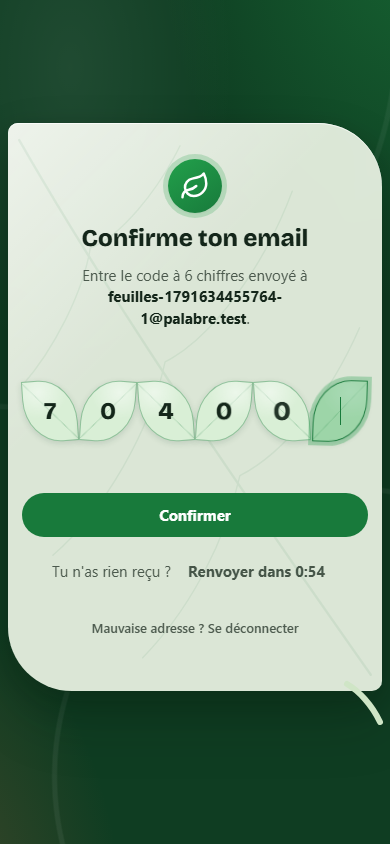 Confirme ton email
Entre le code à 6 chiffres envoyé à
feuilles-1791634455764-
1@palabre.test.
7 0 4 0 0
Confirmer
Tu n'as rien reçu ? Renvoyer dans 0:54
Mauvaise adresse ? Se déconnecter